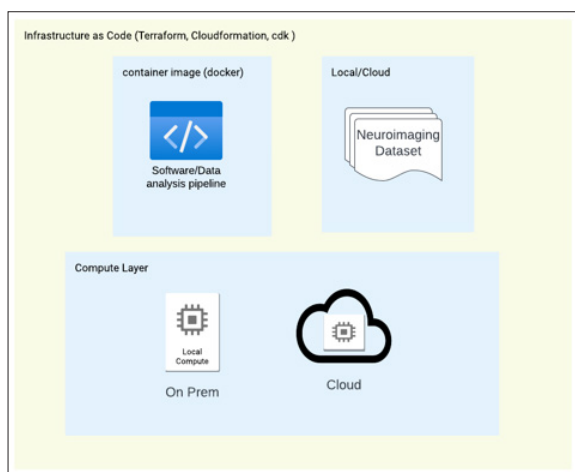 Infrastructure as Code (Terraform, Cloudformation, cdk )
container image (docker)
Software/Data
analysis pipeline
Local/Cloud
Neuroimaging
Dataset
Compute Layer
Local
Compute
On Prem
Cloud